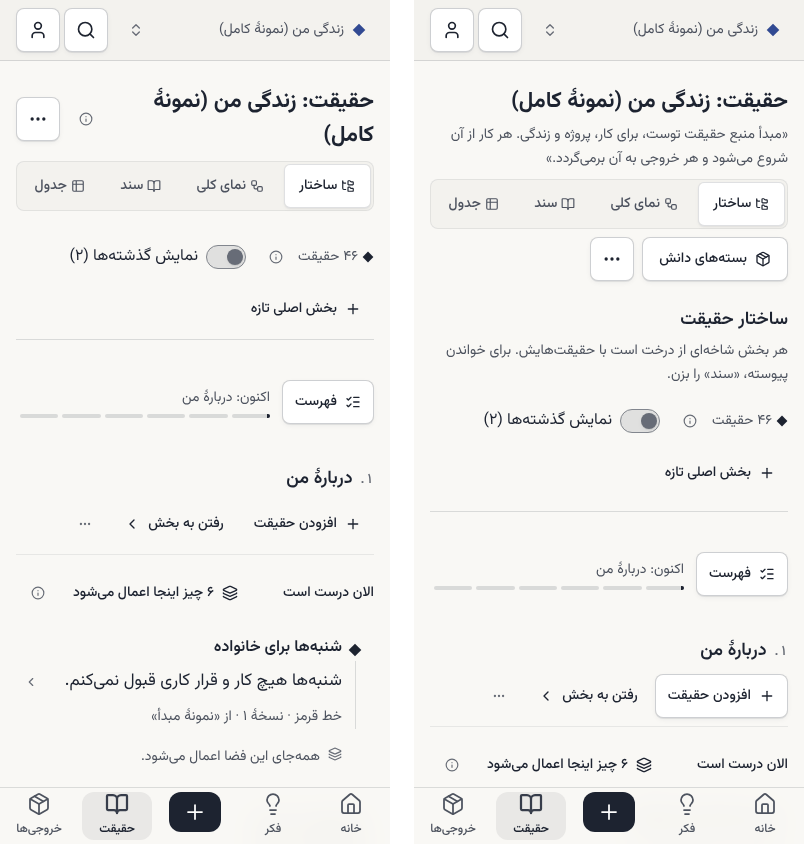 زندگی من (نمونهٔ کامل)
حقیقت: زندگی من (نمونهٔ کامل)
«مبدأ منبع حقیقت توست، برای کار، پروژه و زندگی. هر کار از آن
شروع می‌شود و هر خروجی به آن برمی‌گردد.»
ساختار
نمای کلی
سند
جدول
بسته‌های دانش
ساختار حقیقت
هر بخش شاخه‌ای از درخت است با حقیقت‌هایش. برای خواندن
پیوسته، «سند» را بزن.
۴۶ حقیقت
نمایش گذشته‌ها (۲)
بخش اصلی تازه
فهرست
اکنون: دربارهٔ من
۱. دربارهٔ من
افزودن حقیقت
رفتن به بخش
الان درست است
۶ چیز اینجا اعمال می‌شود
خانه
فکر
حقیقت
خروجی‌ها
زندگی من (نمونهٔ کامل)
حقیقت: زندگی من (نمونهٔ
کامل)
ساختار
نمای کلی
سند
جدول
۴۶ حقیقت
نمایش گذشته‌ها (۲)
بخش اصلی تازه
فهرست
اکنون: دربارهٔ من
۱. دربارهٔ من
افزودن حقیقت
رفتن به بخش
الان درست است
۶ چیز اینجا اعمال می‌شود
شنبه‌ها برای خانواده
شنبه‌ها هیچ کار و قرار کاری قبول نمی‌کنم.
خط قرمز · نسخهٔ ۱ · از «نمونهٔ مبدأ»
همه‌جای این فضا اعمال می‌شود.
خانه
فکر
حقیقت
خروجی‌ها